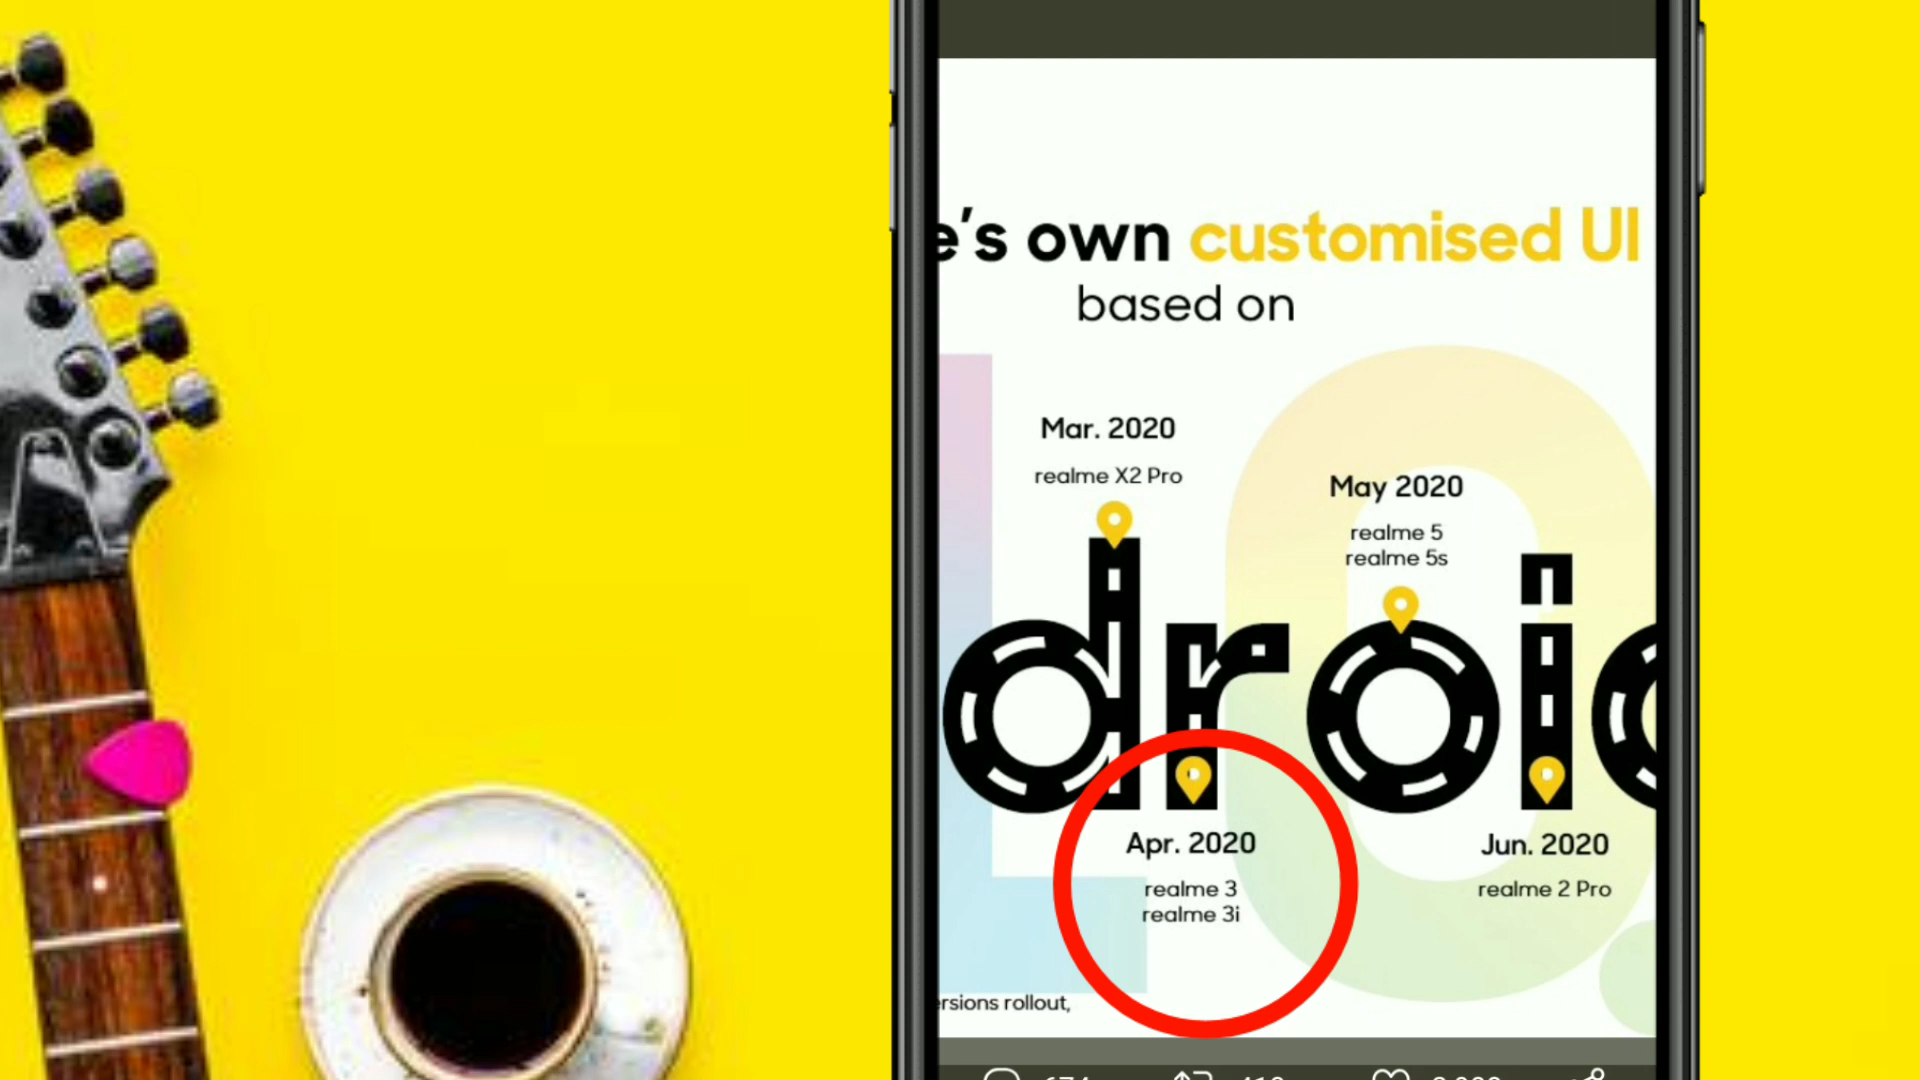 e's own customised UI
based on
Mar. 2020
realme X2 Pro
May 2020
realme 5
realme 5s
droid
Apr. 2020
realme 3
realme 3i
Jun. 2020
realme 2 Pro
rsions rollout,